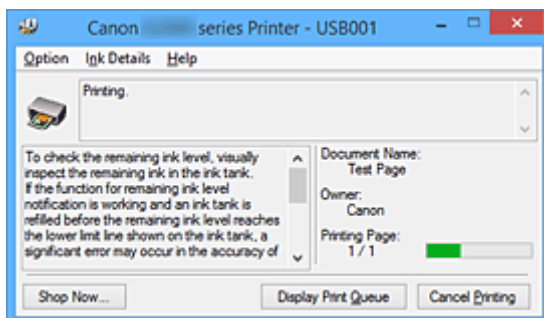 Canon series Printer - USB001
Option Ink Details Help
Printing.
To check the remaining ink level, visually
inspect the remaining ink in the ink tank.
If the function for remaining ink level
notification is working and an ink tank is
refilled before the remaining ink level reaches
the lower limit line shown on the ink tank, a
significant error may occur in the accuracy of
Document Name:
Test Page
Owner:
Canon
Printing Page:
1 / 1
Shop Now... Display Print Queue Cancel Printing